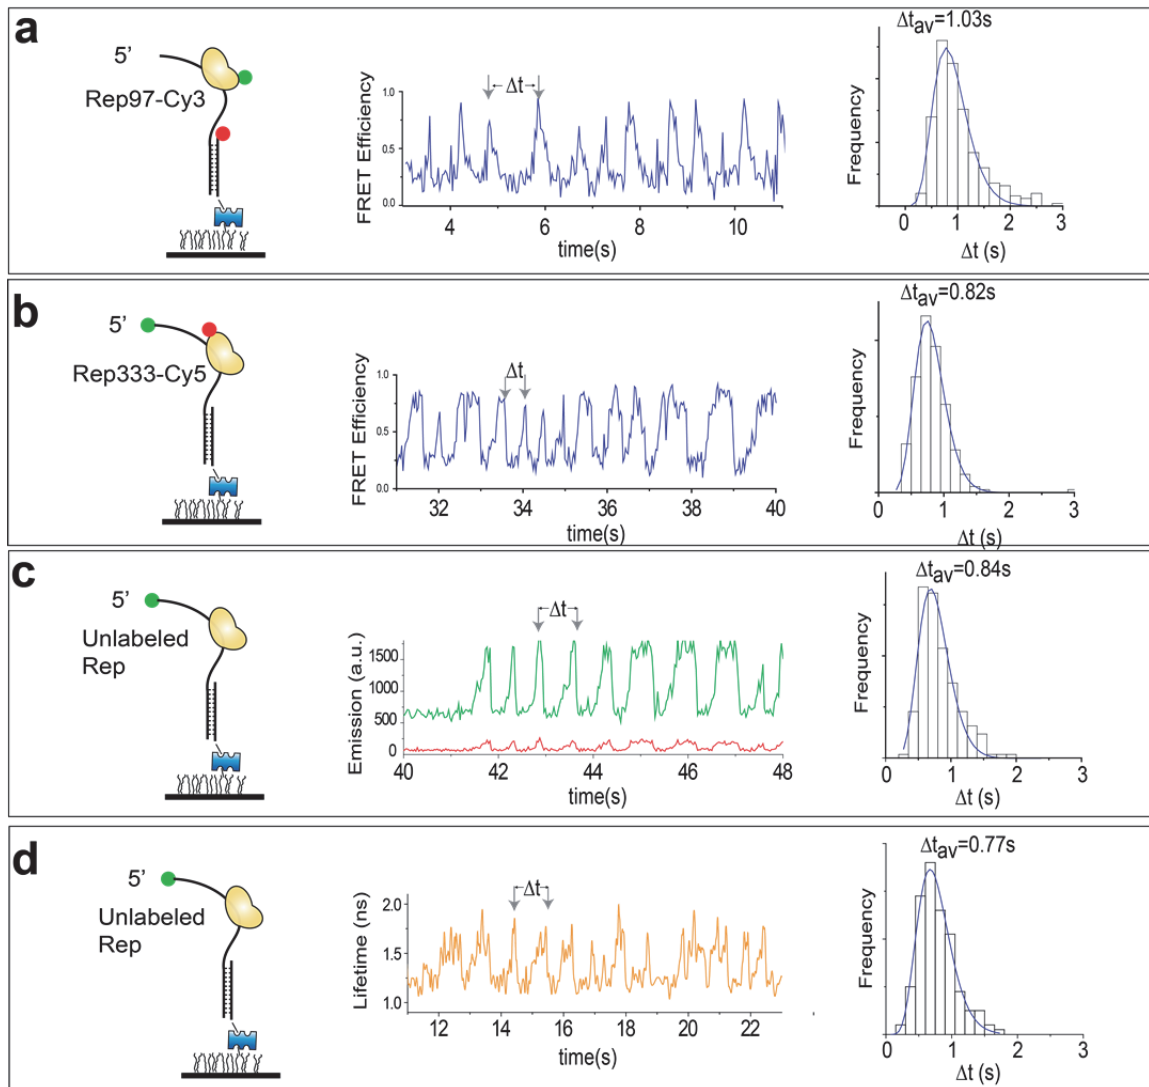 a
5'
Rep97-Cy3
FRET Efficiency
1.0
0.5
0.0
Δt
4 6 8 10
time(s)
Δtav=1.03s
Frequency
0 1 2 3
Δt (s)
b
5'
Rep333-Cy5
FRET Efficiency
1.0
0.5
0.0
Δt
32 34 36 38 40
time(s)
Δtav=0.82s
Frequency
0 1 2 3
Δt (s)
c
5'
Unlabeled
Rep
Emission (a.u.)
1500
1000
500
0
Δt
40 42 44 46 48
time(s)
Δtav=0.84s
Frequency
0 1 2 3
Δt (s)
d
5'
Unlabeled
Rep
Lifetime (ns)
2.0
1.5
1.0
Δt
12 14 16 18 20 22
time(s)
Δtav=0.77s
Frequency
0 1 2 3
Δt (s)